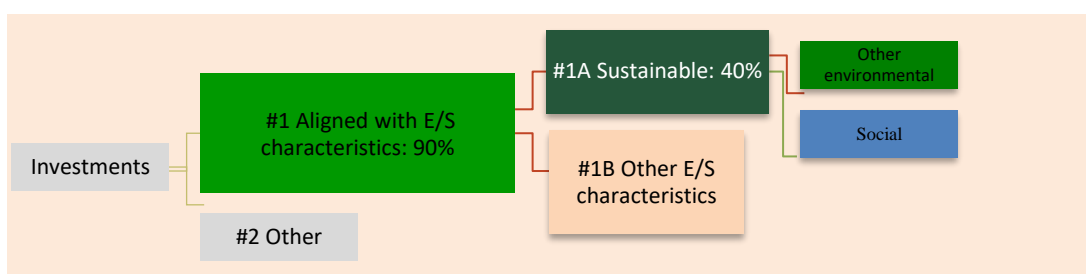 Investments
#1 Aligned with E/S
characteristics: 90%
#2 Other
#1A Sustainable: 40%
#1B Other E/S
characteristics
Other
environmental
Social